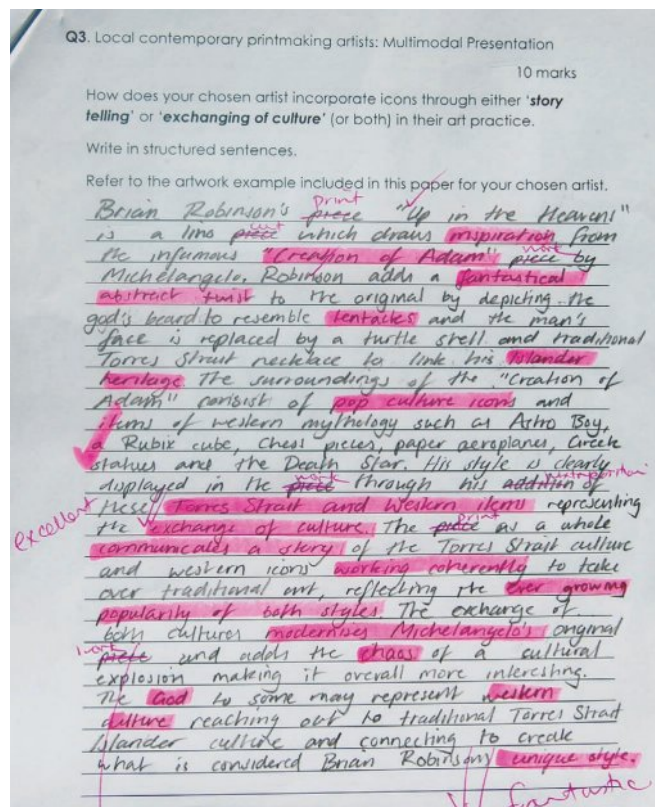 Q3. Local contemporary printmaking artists: Multimodal Presentation
10 marks
How does your chosen artist incorporate icons through either 'story
telling' or 'exchanging of culture' (or both) in their art practice.
Write in structured sentences.
Refer to the artwork example included in this paper for your chosen artist.
print
Brian Robinson's piece "Up in the Heavens"
cut
is a lino piece which draws inspiration from
work
the infamous "Creation of Adam" piece by
Michelangelo. Robinson adds a fantastical
abstract twist to the original by depicting the
god's beard to resemble tentacles and the man's
face is replaced by a turtle shell and traditional
Torres Strait necklace to link his Islander
heritage. The surroundings of the "Creation of
Adam" consist of pop culture icons and
items of western mythology such as Astro Boy,
a Rubix cube, Chess pieces, paper aeroplanes, Greek
statues and the Death Star. His style is clearly
work juxtaposition
displayed in the piece through his addition of
these Torres Strait and Western items representing
excellent
print
the exchange of culture. The piece as a whole
communicates a story of the Torres Strait culture
and western icons working coherently to take
over traditional art, reflecting the ever growing
popularity of both styles. The exchange of
both cultures modernises Michelangelo's original
work
piece and adds the chaos of a cultural
explosion making it overall more interesting.
The God to some may represent western
culture reaching out to traditional Torres Strait
Islander culture and connecting to create
what is considered Brian Robinsons unique style.
fantastic